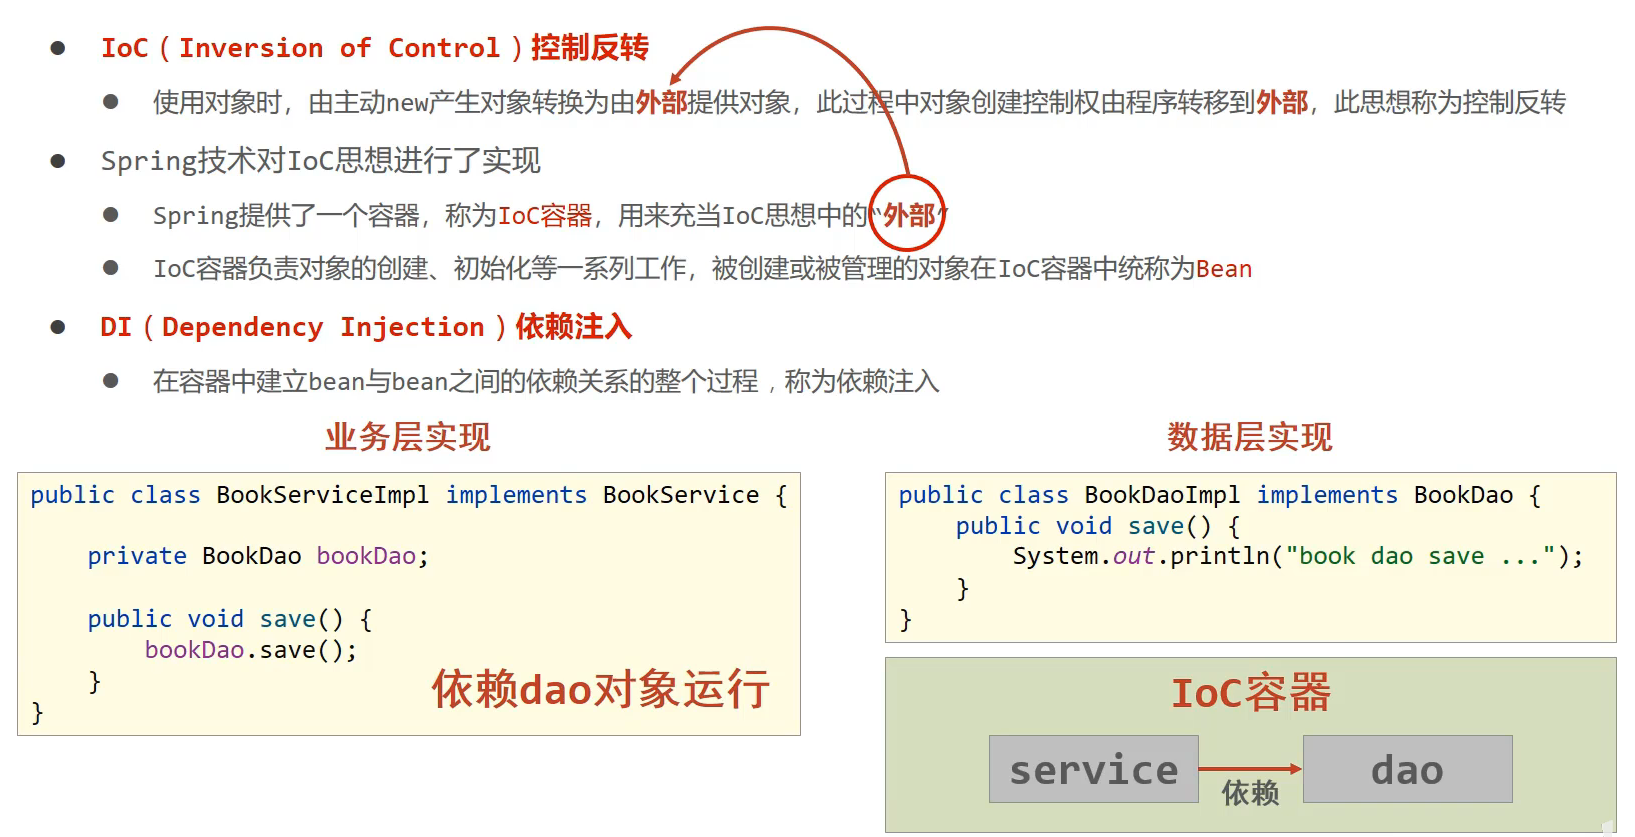 ● IoC（Inversion of Control）控制反转
● 使用对象时，由主动new产生对象转换为由外部提供对象，此过程中对象创建控制权由程序转移到外部，此思想称为控制反转
● Spring技术对IoC思想进行了实现
● Spring提供了一个容器，称为IoC容器，用来充当IoC思想中的“外部”
● IoC容器负责对象的创建、初始化等一系列工作，被创建或被管理的对象在IoC容器中统称为Bean
● DI（Dependency Injection）依赖注入
● 在容器中建立bean与bean之间的依赖关系的整个过程，称为依赖注入
业务层实现
public class BookServiceImpl implements BookService {
private BookDao bookDao;
public void save() {
bookDao.save();
}
}
依赖dao对象运行
数据层实现
public class BookDaoImpl implements BookDao {
public void save() {
System.out.println("book dao save ...");
}
}
IoC容器
service
依赖
dao